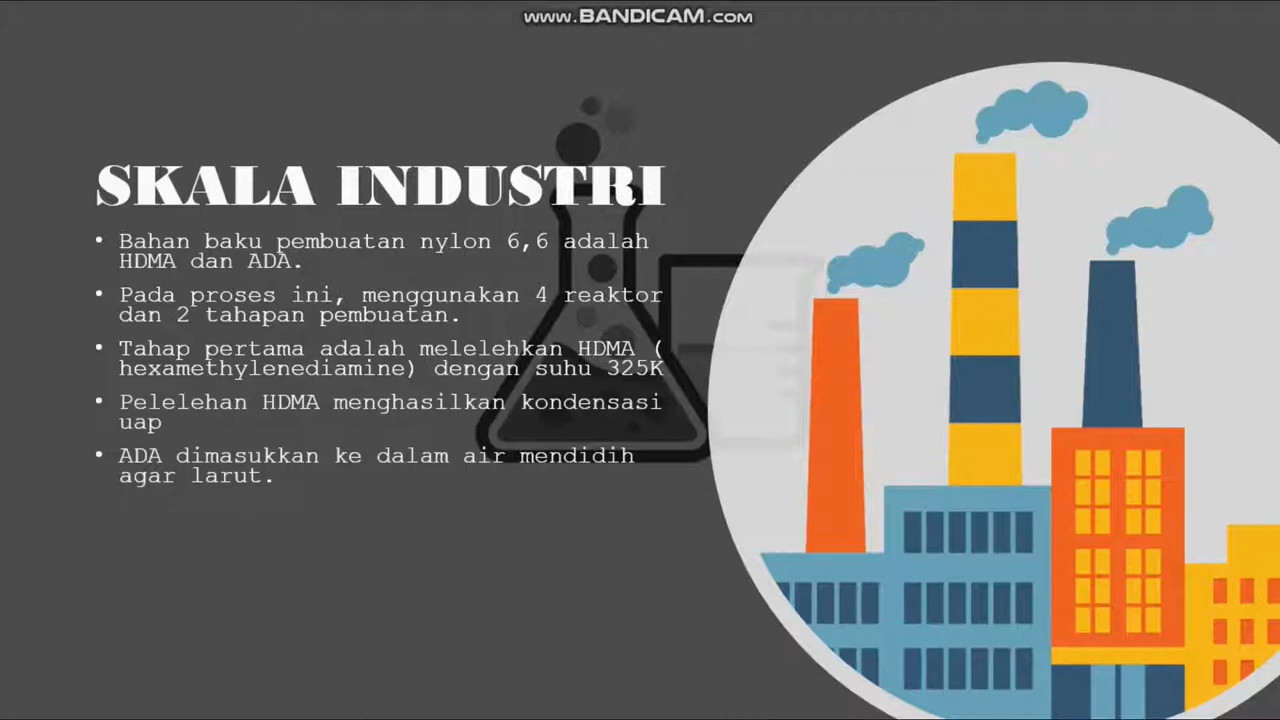 www.BANDICAM.com
SKALA INDUSTRI
• Bahan baku pembuatan nylon 6,6 adalah
HDMA dan ADA.
• Pada proses ini, menggunakan 4 reaktor
dan 2 tahapan pembuatan.
• Tahap pertama adalah melelehkan HDMA (
hexamethylenediamine) dengan suhu 325K
• Pelelehan HDMA menghasilkan kondensasi
uap
• ADA dimasukkan ke dalam air mendidih
agar larut.